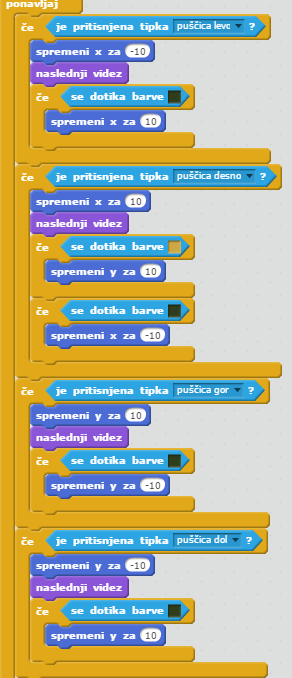 ponavljaj
če je pritisnjena tipka puščica levo ?
spremeni x za -10
naslednji videz
če se dotika barve
spremeni x za 10
če je pritisnjena tipka puščica desno ?
spremeni x za 10
naslednji videz
če se dotika barve
spremeni y za 10
če se dotika barve
spremeni x za -10
če je pritisnjena tipka puščica gor ?
spremeni y za 10
naslednji videz
če se dotika barve
spremeni y za -10
če je pritisnjena tipka puščica dol ?
spremeni y za -10
naslednji videz
če se dotika barve
spremeni y za 10